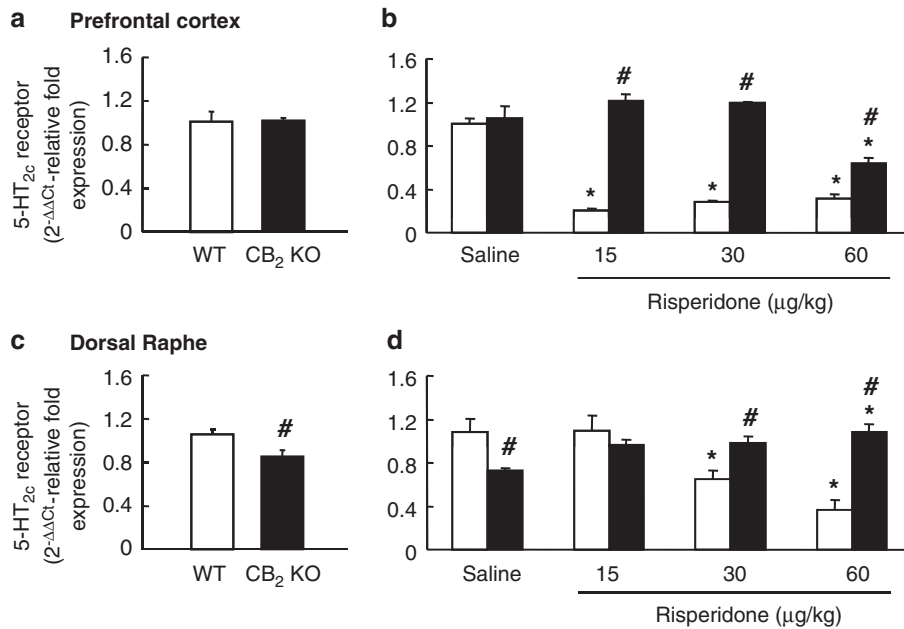 a Prefrontal cortex
5-HT2c receptor
(2-ΔΔCt-relative fold
expression)
1.6
1.2
0.8
0.4
0
WT CB2 KO
b
1.6
1.2
0.8
0.4
0
# # #
* * * *
Saline 15 30 60
Risperidone (μg/kg)
c Dorsal Raphe
5-HT2c receptor
(2-ΔΔCt-relative fold
expression)
1.6
1.2
0.8
0.4
0
#
WT CB2 KO
d
1.6
1.2
0.8
0.4
0
# # #
* * *
Saline 15 30 60
Risperidone (μg/kg)